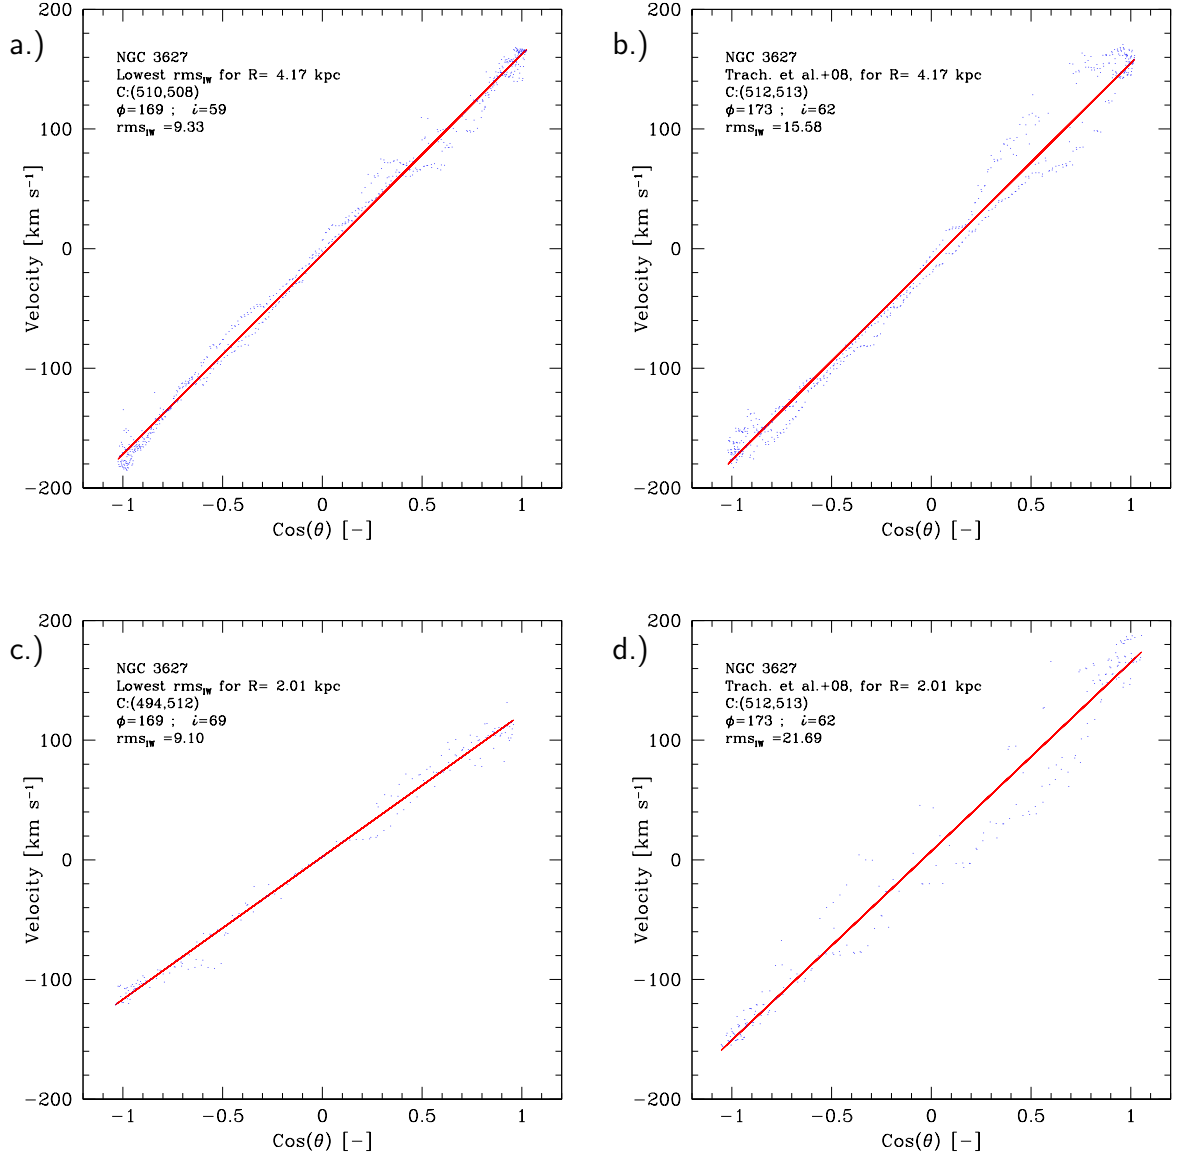 a.)
NGC 3627
Lowest rms_IW for R= 4.17 kpc
C:(510,508)
ϕ=169 ; i=59
rms_IW =9.33
200
100
0
−100
−200
Velocity [km s⁻¹]
−1 −0.5 0 0.5 1
Cos(θ) [−]
b.)
NGC 3627
Trach. et al.+08, for R= 4.17 kpc
C:(512,513)
ϕ=173 ; i=62
rms_IW =15.58
200
100
0
−100
−200
Velocity [km s⁻¹]
−1 −0.5 0 0.5 1
Cos(θ) [−]
c.)
NGC 3627
Lowest rms_IW for R= 2.01 kpc
C:(494,512)
ϕ=169 ; i=69
rms_IW =9.10
200
100
0
−100
−200
Velocity [km s⁻¹]
−1 −0.5 0 0.5 1
Cos(θ) [−]
d.)
NGC 3627
Trach. et al.+08, for R= 2.01 kpc
C:(512,513)
ϕ=173 ; i=62
rms_IW =21.69
200
100
0
−100
−200
Velocity [km s⁻¹]
−1 −0.5 0 0.5 1
Cos(θ) [−]